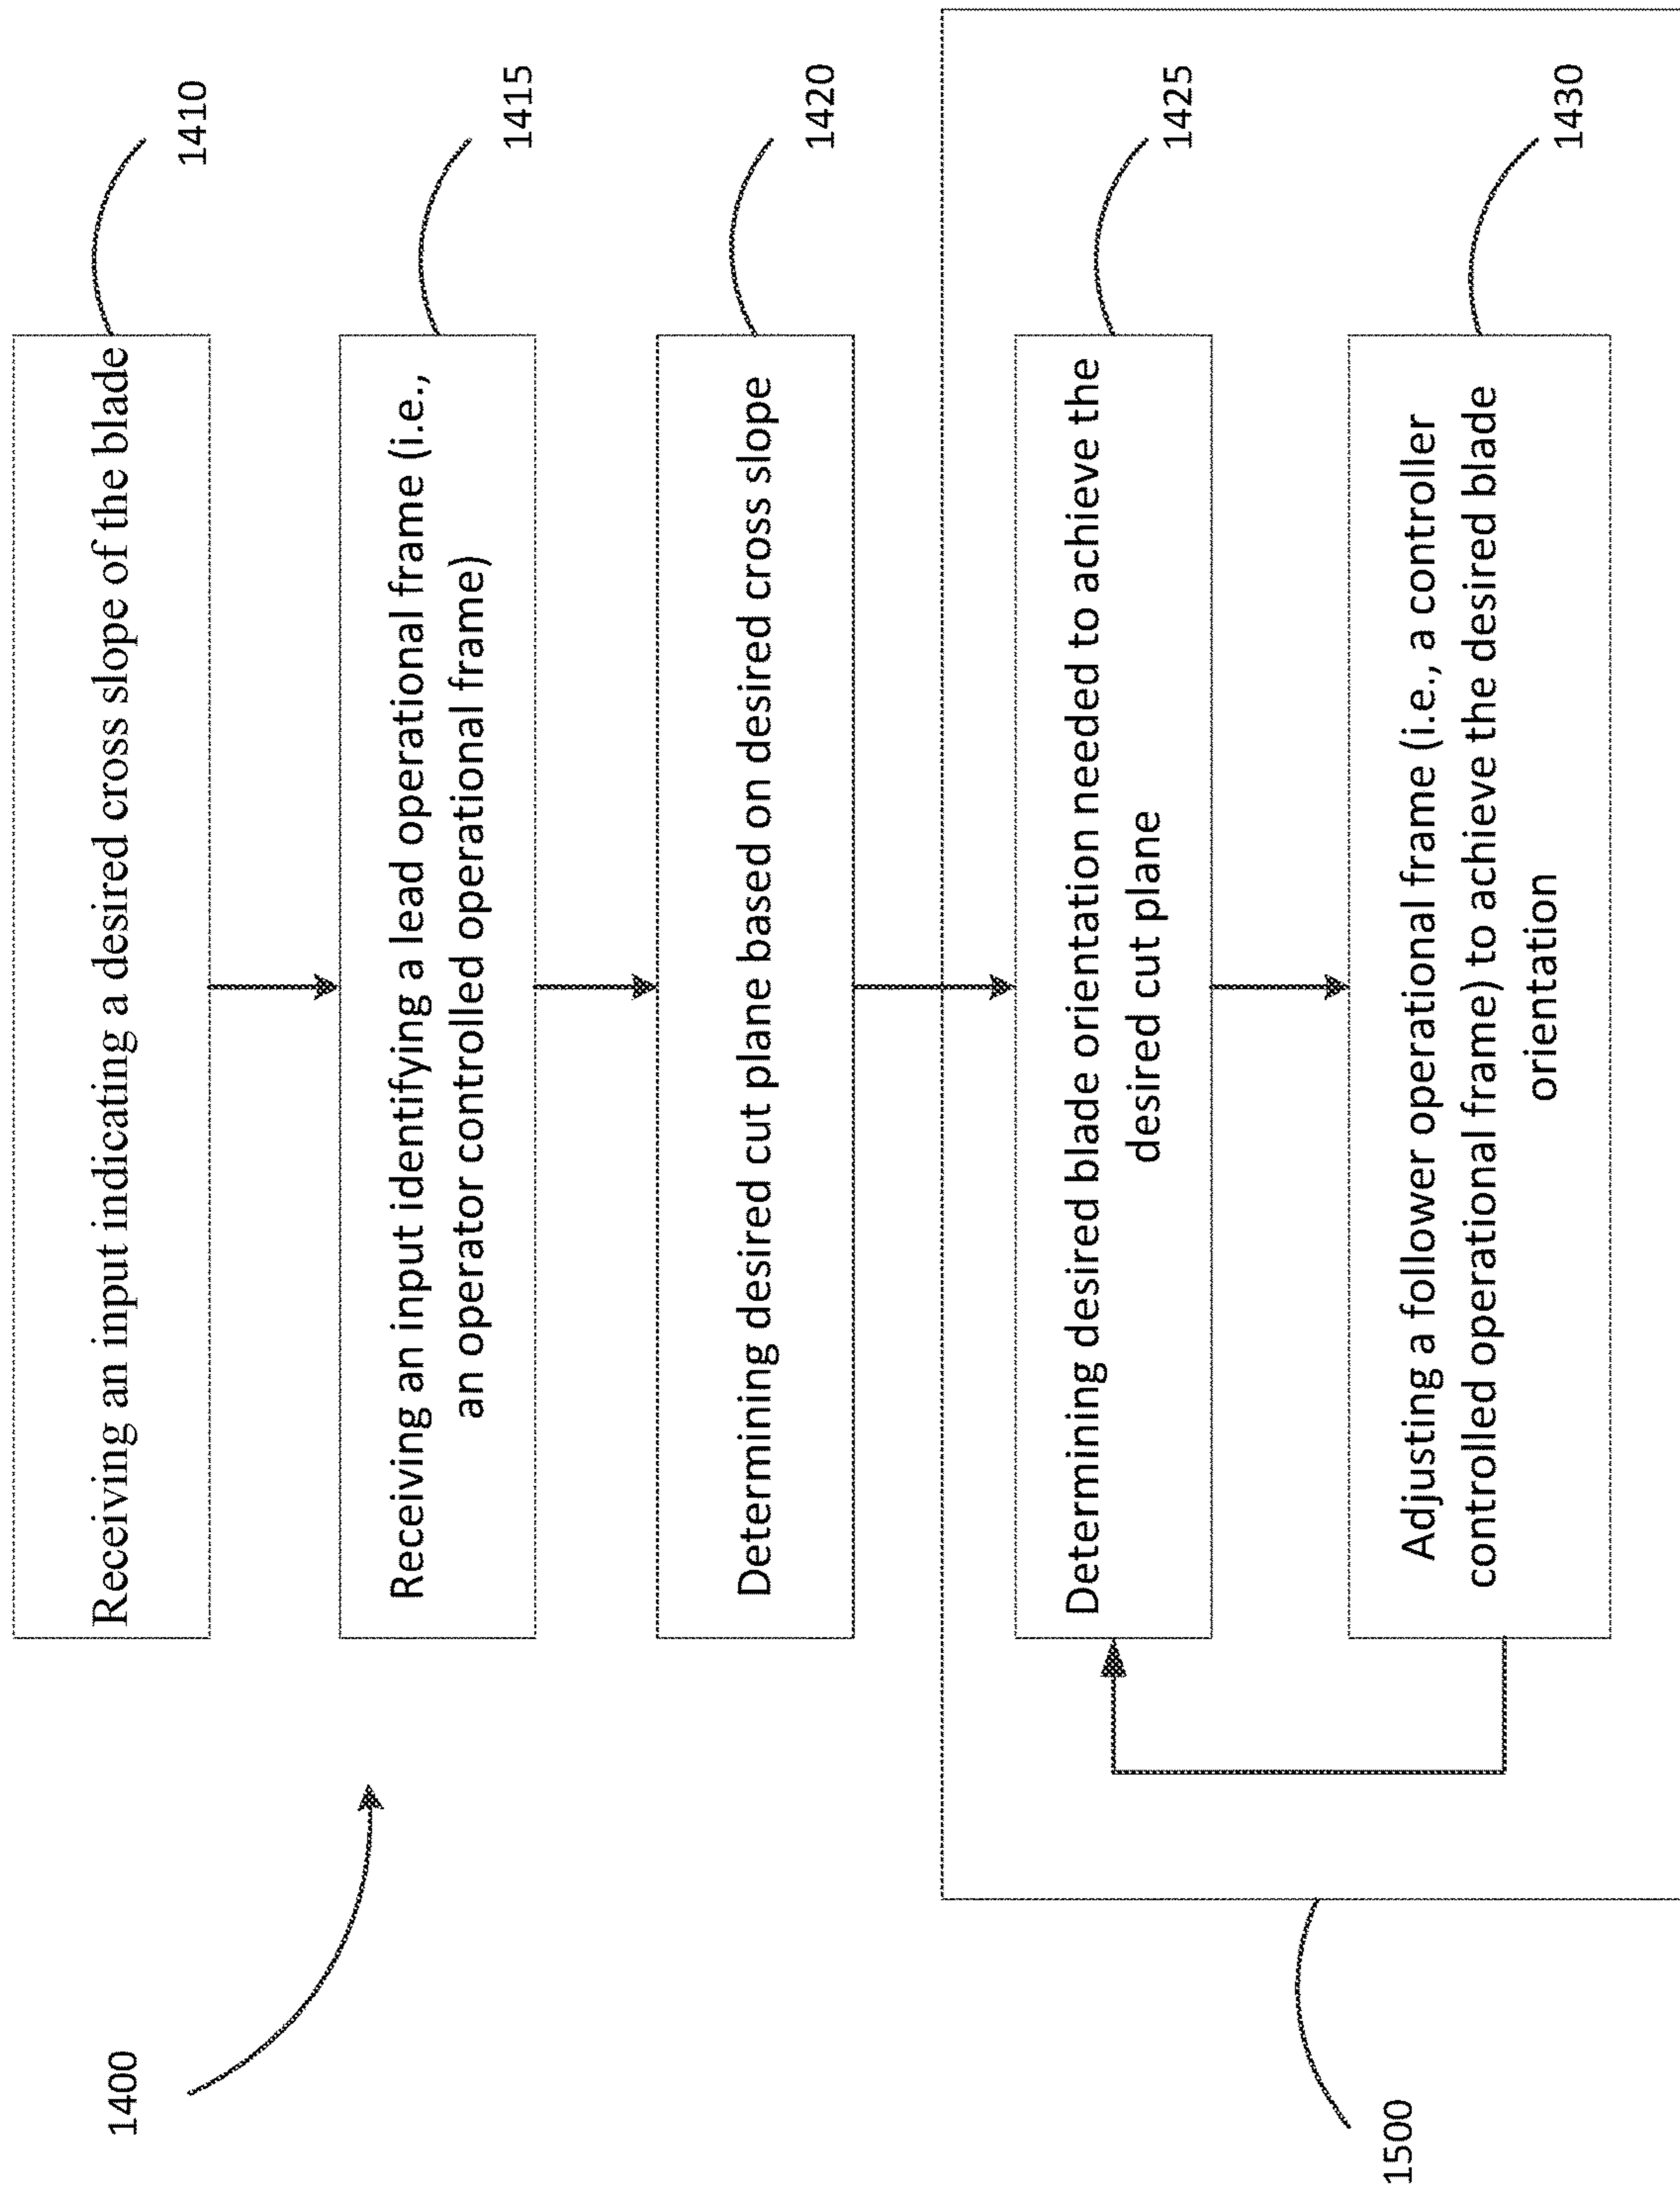 1400
Receiving an input indicating a desired cross slope of the blade
1410
Receiving an input identifying a lead operational frame (i.e.,
an operator controlled operational frame)
1415
Determining desired cut plane based on desired cross slope
1420
Determining desired blade orientation needed to achieve the
desired cut plane
1425
Adjusting a follower operational frame (i.e., a controller
controlled operational frame) to achieve the desired blade
orientation
1430
1500